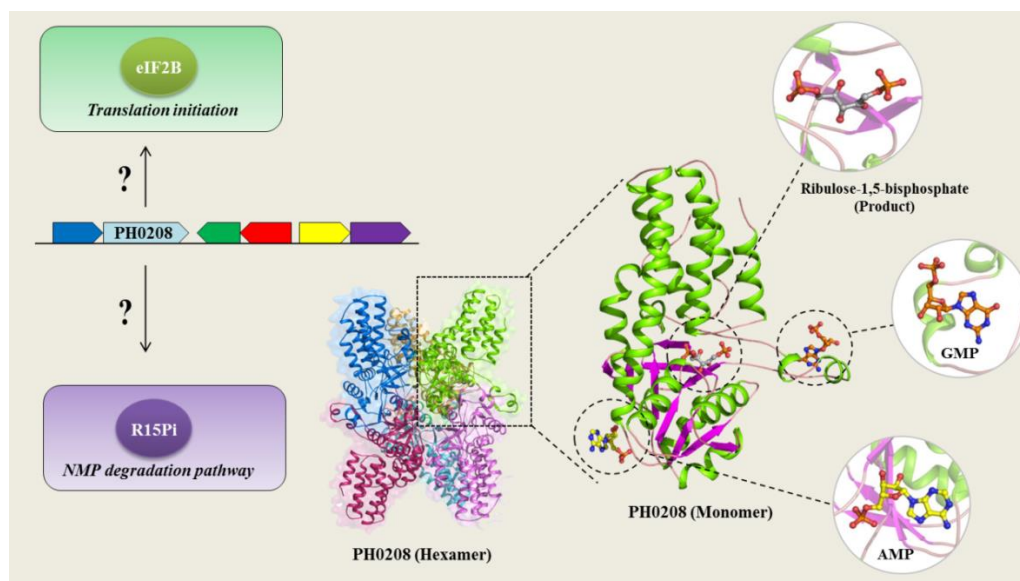 eIF2B
Translation initiation
?
PH0208
?
R15Pi
NMP degradation pathway
PH0208 (Hexamer)
PH0208 (Monomer)
Ribulose-1,5-bisphosphate
(Product)
GMP
AMP